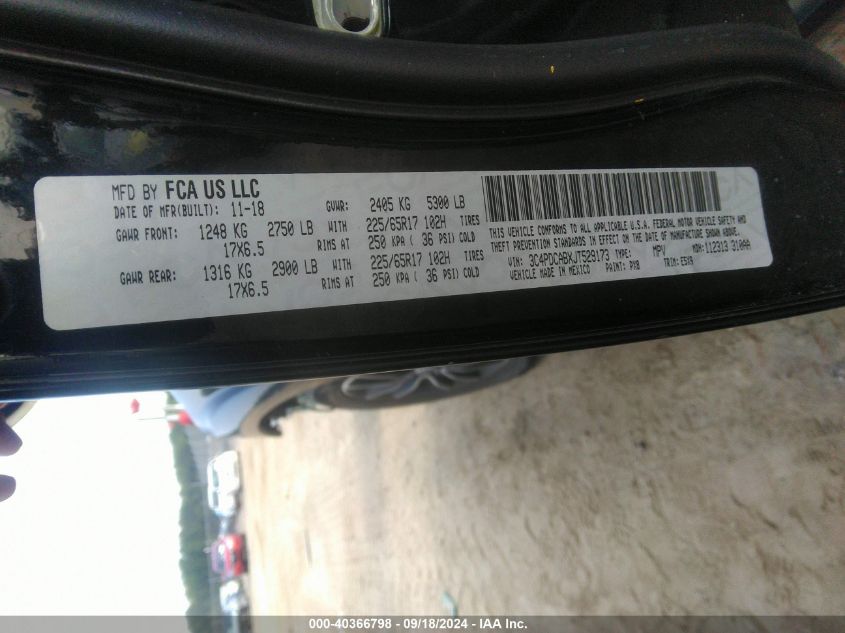 MFD BY FCA US LLC
DATE OF MFR(BUILT): 11-18 GVWR: 2405 KG 5300 LB
GAWR FRONT: 1248 KG 2750 LB WITH 225/65R17 102H TIRES
17X6.5 RIMS AT 250 KPA ( 36 PSI) COLD
GAWR REAR: 1316 KG 2900 LB WITH 225/65R17 102H TIRES
17X6.5 RIMS AT 250 KPA ( 36 PSI) COLD
THIS VEHICLE CONFORMS TO ALL APPLICABLE U.S.A. FEDERAL MOTOR VEHICLE SAFETY AND
THEFT PREVENTION STANDARDS IN EFFECT ON THE DATE OF MANUFACTURE SHOWN ABOVE.
VIN: 3C4PDCABKJT529173 TYPE: MPV MDH: 112313 310AA
VEHICLE MADE IN MEXICO PAINT: PX8 TRIM: E5X9
000-40366798 - 09/18/2024 - IAA Inc.